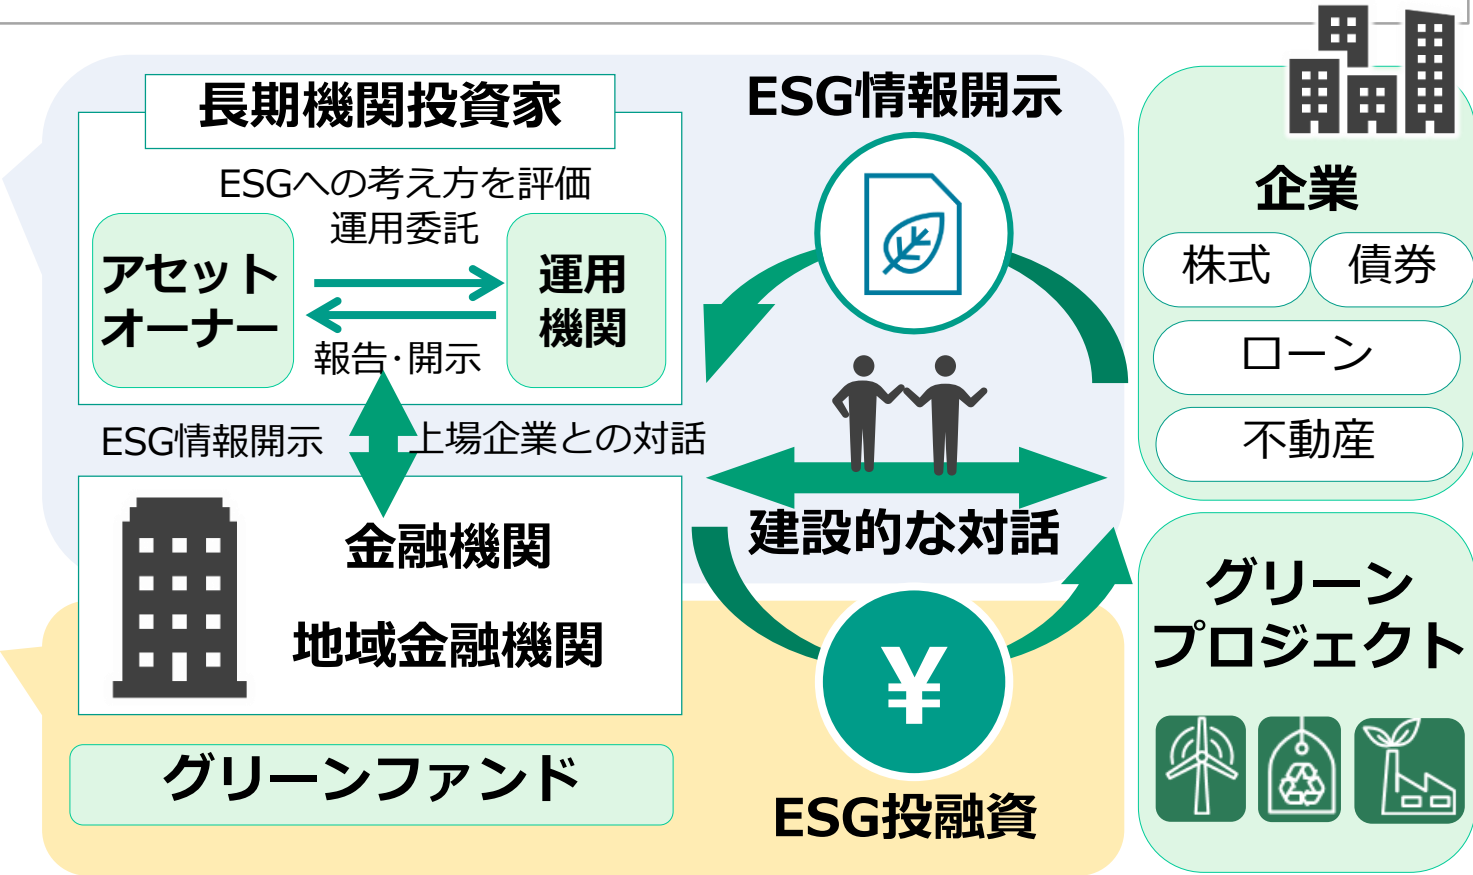 長期機関投資家
ESGへの考え方を評価
運用委託
アセット
オーナー
運用
機関
報告・開示
ESG情報開示
上場企業との対話
金融機関
地域金融機関
グリーンファンド
ESG情報開示
建設的な対話
¥
ESG投融資
企業
株式
債券
ローン
不動産
グリーン
プロジェクト